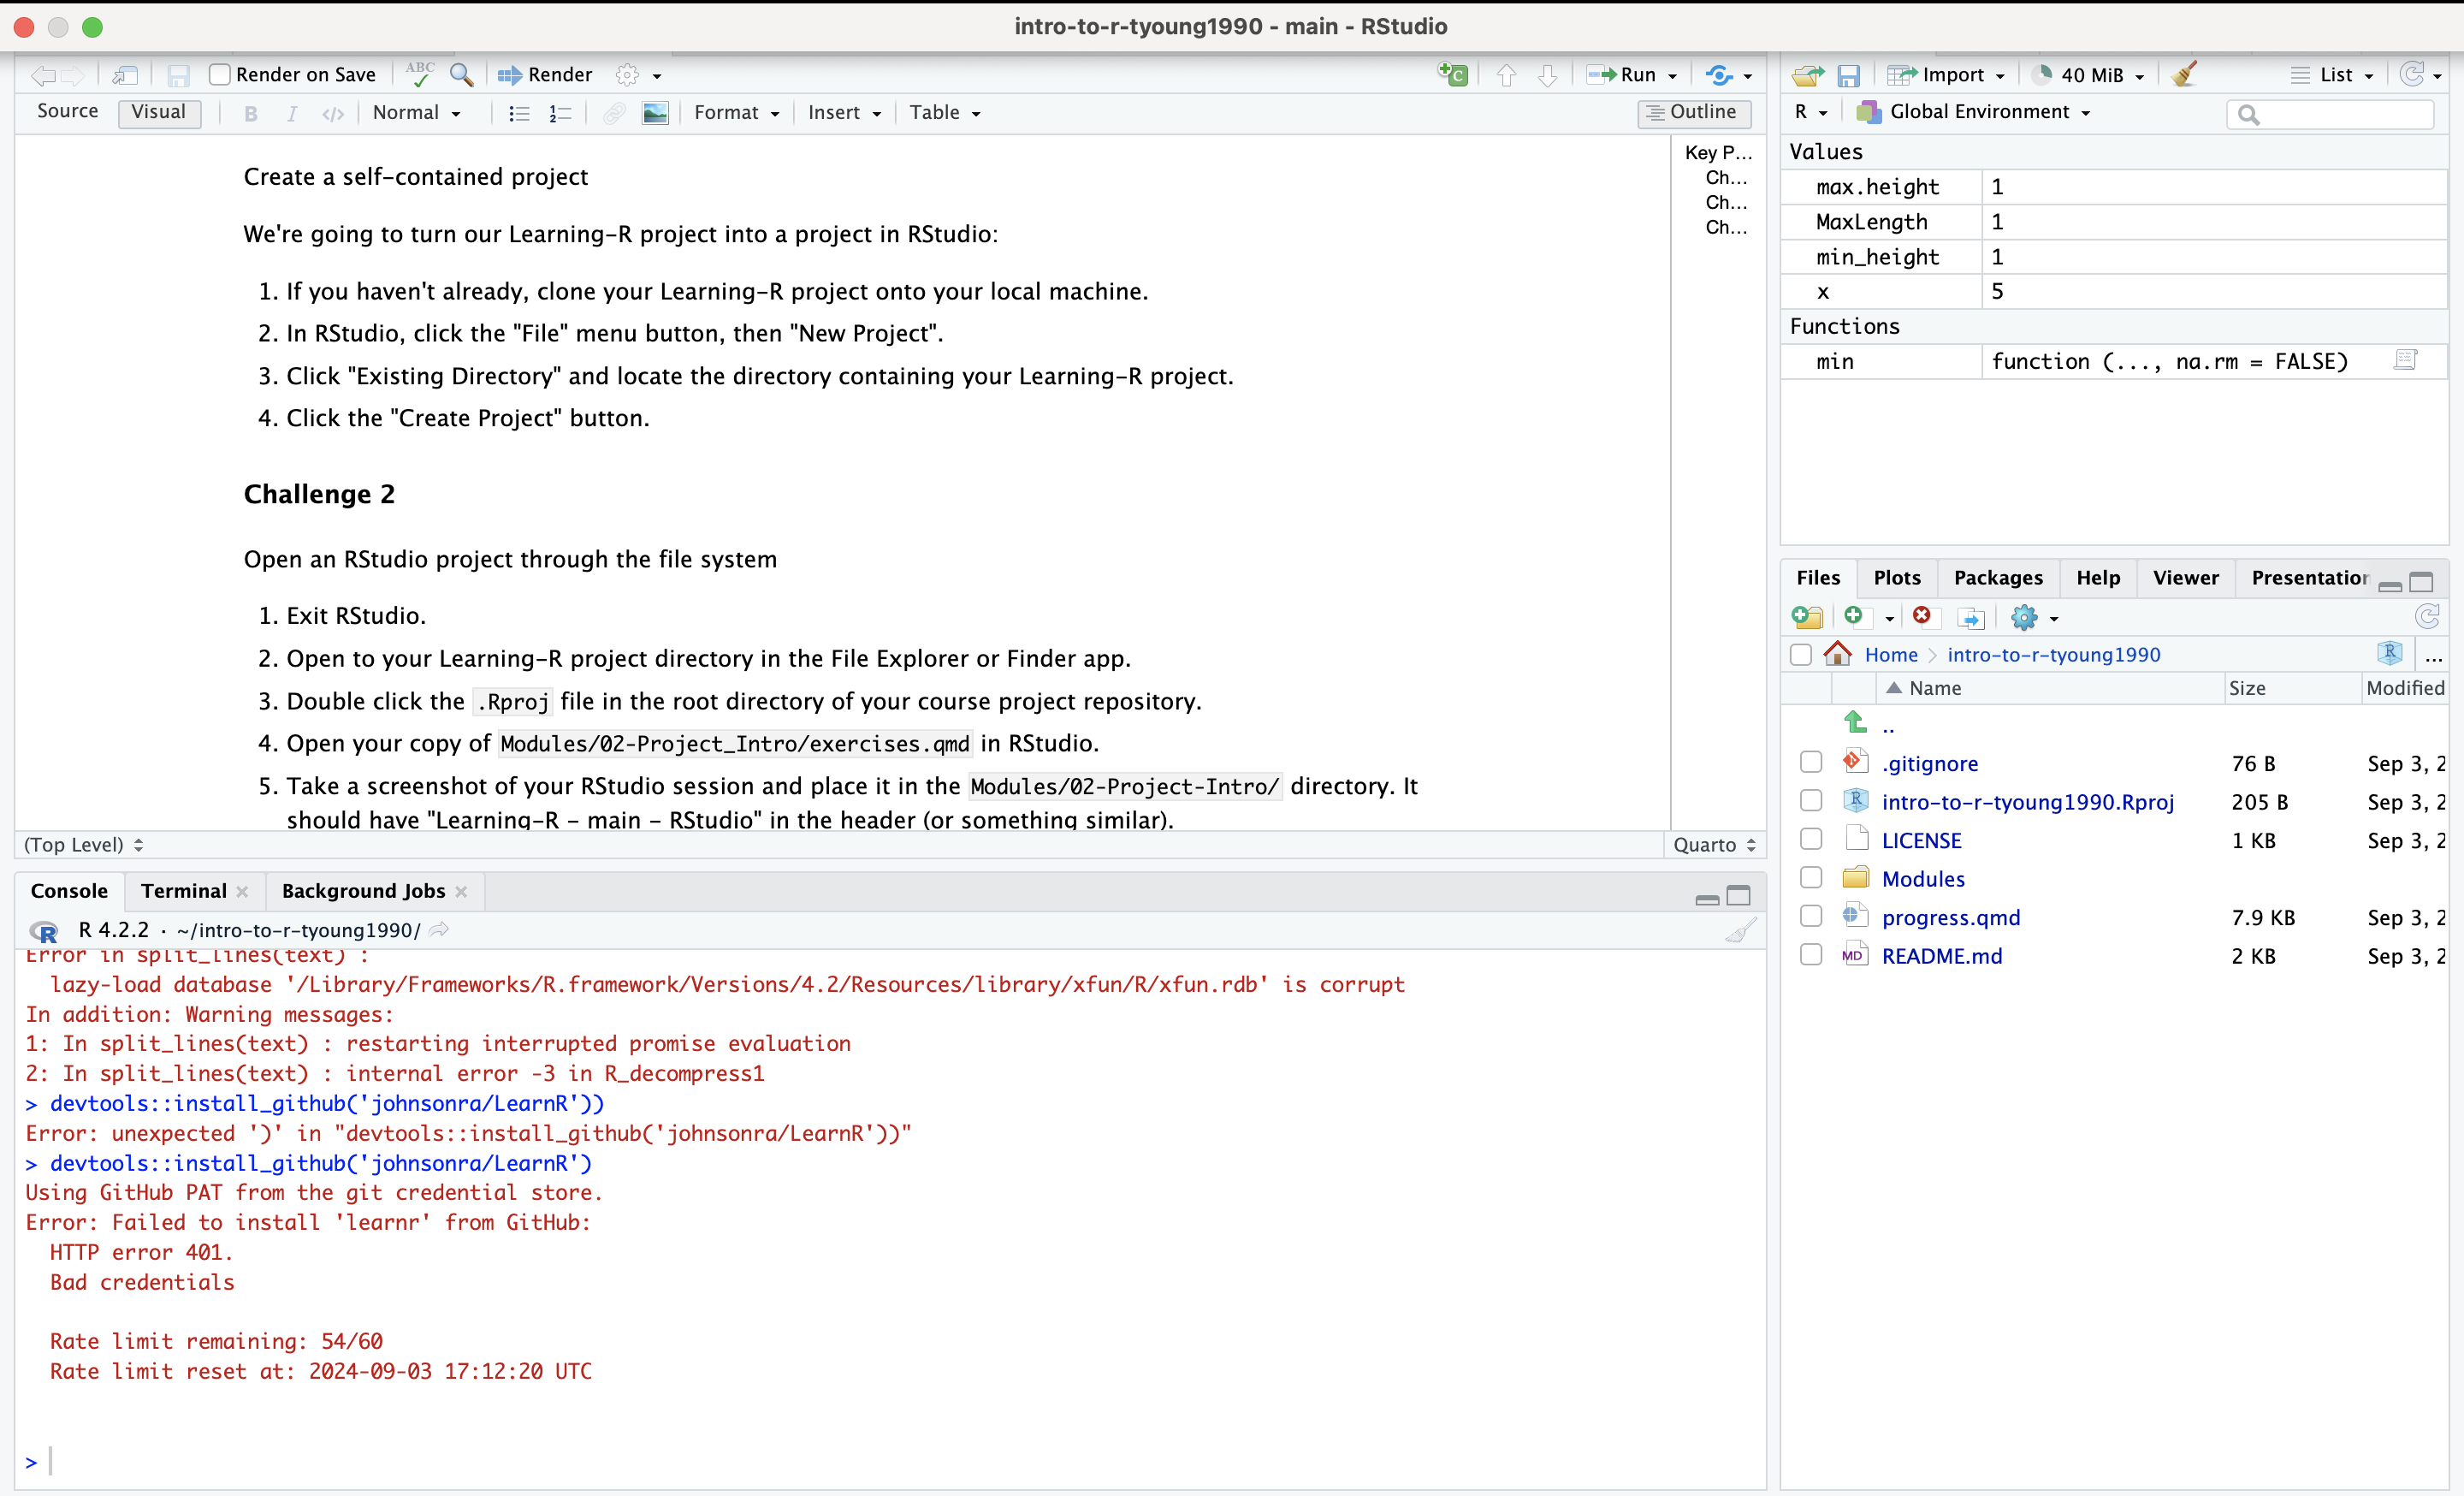 intro-to-r-tyoung1990 - main - RStudio
Render on Save ABC Render Run
Source Visual B I </> Normal Format Insert Table Outline
Create a self-contained project
We're going to turn our Learning-R project into a project in RStudio:
1. If you haven't already, clone your Learning-R project onto your local machine.
2. In RStudio, click the "File" menu button, then "New Project".
3. Click "Existing Directory" and locate the directory containing your Learning-R project.
4. Click the "Create Project" button.
Challenge 2
Open an RStudio project through the file system
1. Exit RStudio.
2. Open to your Learning-R project directory in the File Explorer or Finder app.
3. Double click the .Rproj file in the root directory of your course project repository.
4. Open your copy of Modules/02-Project_Intro/exercises.qmd in RStudio.
5. Take a screenshot of your RStudio session and place it in the Modules/02-Project-Intro/ directory. It
should have "Learning-R - main - RStudio" in the header (or something similar).
Key P...
Ch...
Ch...
Ch...
(Top Level) Quarto
Console Terminal Background Jobs
R 4.2.2 · ~/intro-to-r-tyoung1990/
Error in split_lines(text) :
lazy-load database '/Library/Frameworks/R.framework/Versions/4.2/Resources/library/xfun/R/xfun.rdb' is corrupt
In addition: Warning messages:
1: In split_lines(text) : restarting interrupted promise evaluation
2: In split_lines(text) : internal error -3 in R_decompress1
> devtools::install_github('johnsonra/LearnR'))
Error: unexpected ')' in "devtools::install_github('johnsonra/LearnR'))"
> devtools::install_github('johnsonra/LearnR')
Using GitHub PAT from the git credential store.
Error: Failed to install 'learnr' from GitHub:
HTTP error 401.
Bad credentials
Rate limit remaining: 54/60
Rate limit reset at: 2024-09-03 17:12:20 UTC
>
Import 40 MiB List
R Global Environment
Values
max.height 1
MaxLength 1
min_height 1
x 5
Functions
min function (..., na.rm = FALSE)
Files Plots Packages Help Viewer Presentation
Home > intro-to-r-tyoung1990 R ...
Name Size Modified
..
.gitignore 76 B Sep 3, 2
intro-to-r-tyoung1990.Rproj 205 B Sep 3, 2
LICENSE 1 KB Sep 3, 2
Modules
progress.qmd 7.9 KB Sep 3, 2
MD README.md 2 KB Sep 3, 2